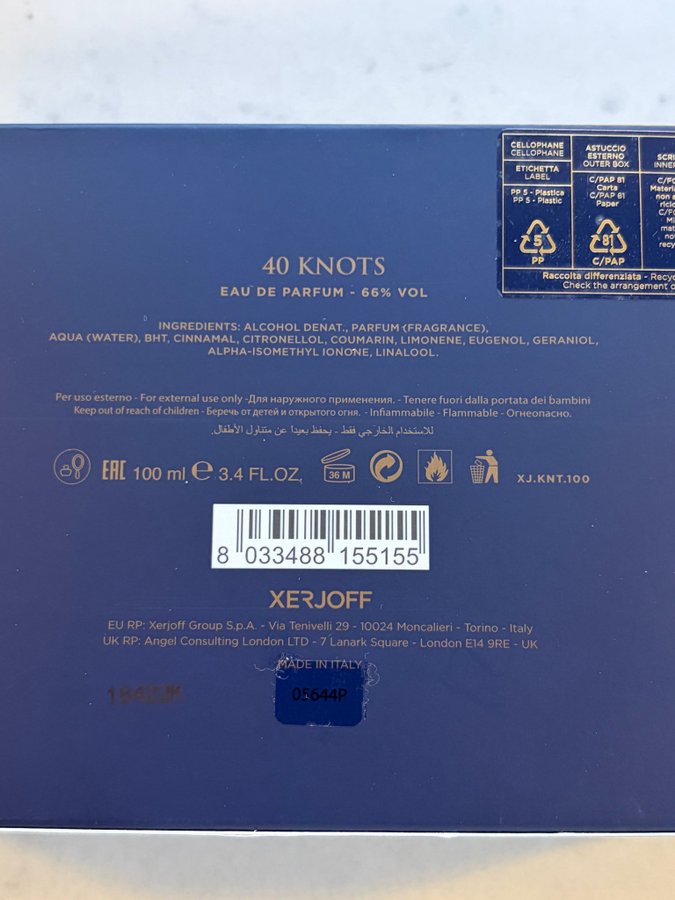 CELLOPHANE
CELLOPHANE
ETICHETTA
LABEL
PP 5 - Plastica
PP 5 - Plastic
5
PP
ASTUCCIO
ESTERNO
OUTER BOX
C/PAP 81
Carta
C/PAP 81
Paper
81
C/PAP
Raccolta differenziata -
Check the arrangement
40 KNOTS
EAU DE PARFUM - 66% VOL
INGREDIENTS: ALCOHOL DENAT., PARFUM (FRAGRANCE),
AQUA (WATER), BHT, CINNAMAL, CITRONELLOL, COUMARIN, LIMONENE, EUGENOL, GERANIOL,
ALPHA-ISOMETHYL IONONE, LINALOOL.
Per uso esterno - For external use only -Для наружного применения. - Tenere fuori dalla portata dei bambini
Keep out of reach of children - Беречь от детей и открытого огня. - Infiammabile - Flammable - Огнеопасно.
للاستخدام الخارجي فقط - يحفظ بعيداً عن متناول الأطفال.
EAC 100 ml e 3.4 FL.OZ. 36 M XJ.KNT.100
8 033488 155155
XERJOFF
EU RP: Xerjoff Group S.p.A. - Via Tenivelli 29 - 10024 Moncalieri - Torino - Italy
UK RP: Angel Consulting London LTD - 7 Lanark Square - London E14 9RE - UK
MADE IN ITALY
05644P